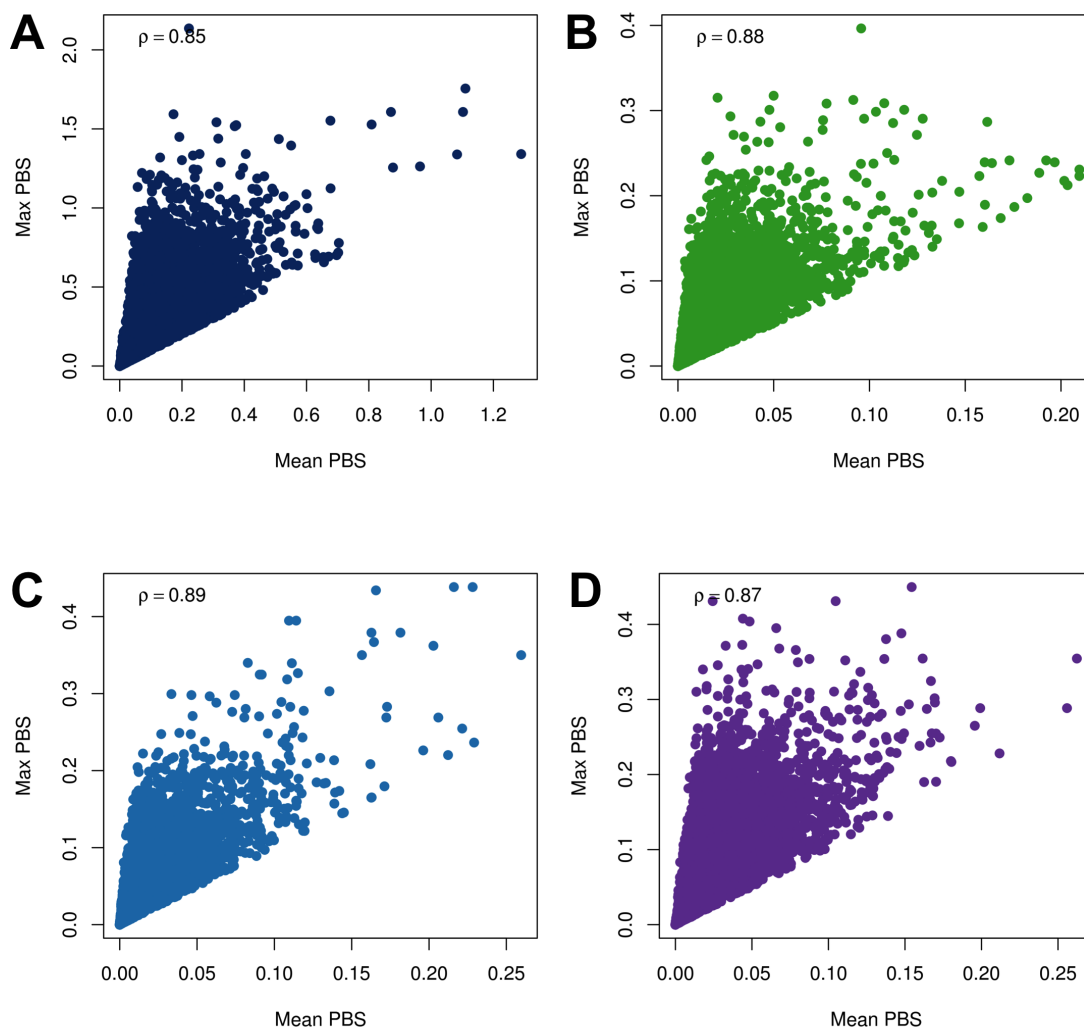 A
ρ = 0.85
Max PBS
0.0 0.5 1.0 1.5 2.0
0.0 0.2 0.4 0.6 0.8 1.0 1.2
Mean PBS
B
ρ = 0.88
Max PBS
0.0 0.1 0.2 0.3 0.4
0.00 0.05 0.10 0.15 0.20
Mean PBS
C
ρ = 0.89
Max PBS
0.0 0.1 0.2 0.3 0.4
0.00 0.05 0.10 0.15 0.20 0.25
Mean PBS
D
ρ = 0.87
Max PBS
0.0 0.1 0.2 0.3 0.4
0.00 0.05 0.10 0.15 0.20 0.25
Mean PBS